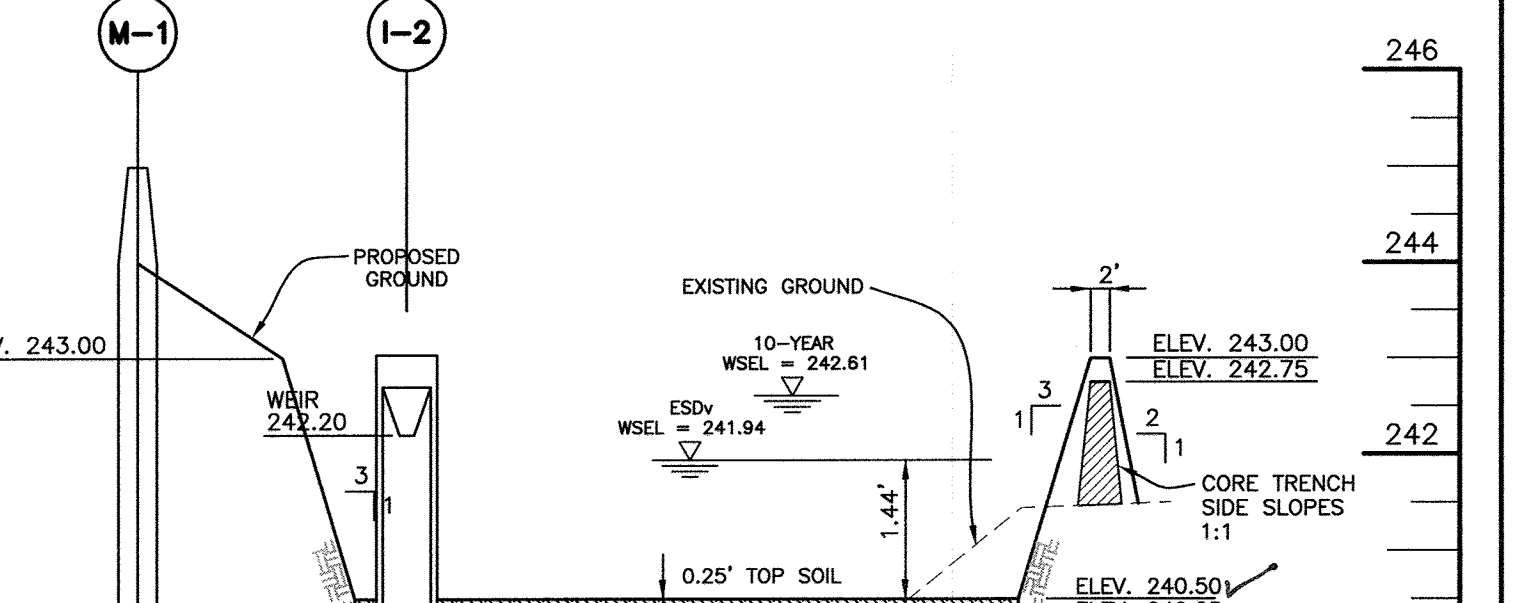 M-1
I-2
246
PROPOSED
GROUND
244
2'
EXISTING GROUND
V. 243.00
10-YEAR
WSEL = 242.61
ELEV. 243.00
ELEV. 242.75
WEIR
242.20
ESDv
WSEL = 241.94
3
1
2
1
242
3
1
1.44'
CORE TRENCH
SIDE SLOPES
1:1
0.25' TOP SOIL
ELEV. 240.50